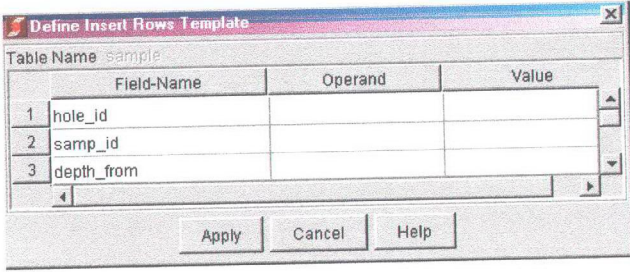 Define Insert Rows Template
Table Name sample
Field-Name Operand Value
1 hole_id
2 samp_id
3 depth_from
Apply Cancel Help